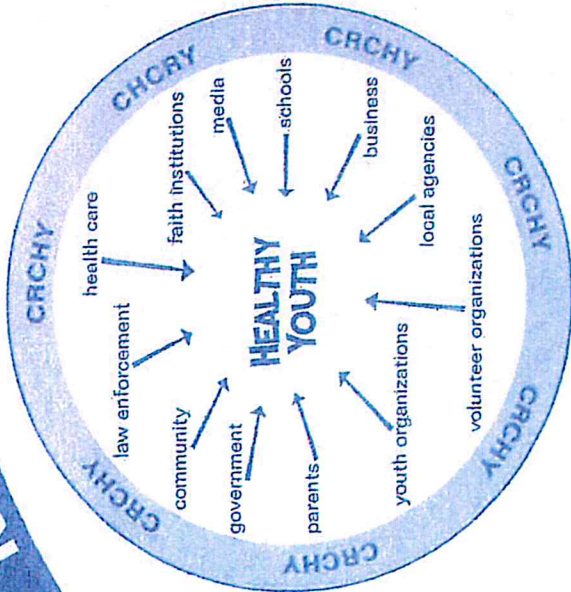 CRCHY
CHCRY
CRCHY
CRCHY
CRCHY
CRCHY
CRCHY
health care
faith institutions
media
schools
business
local agencies
volunteer organizations
youth organizations
parents
government
community
law enforcement
HEALTHY
YOUTH